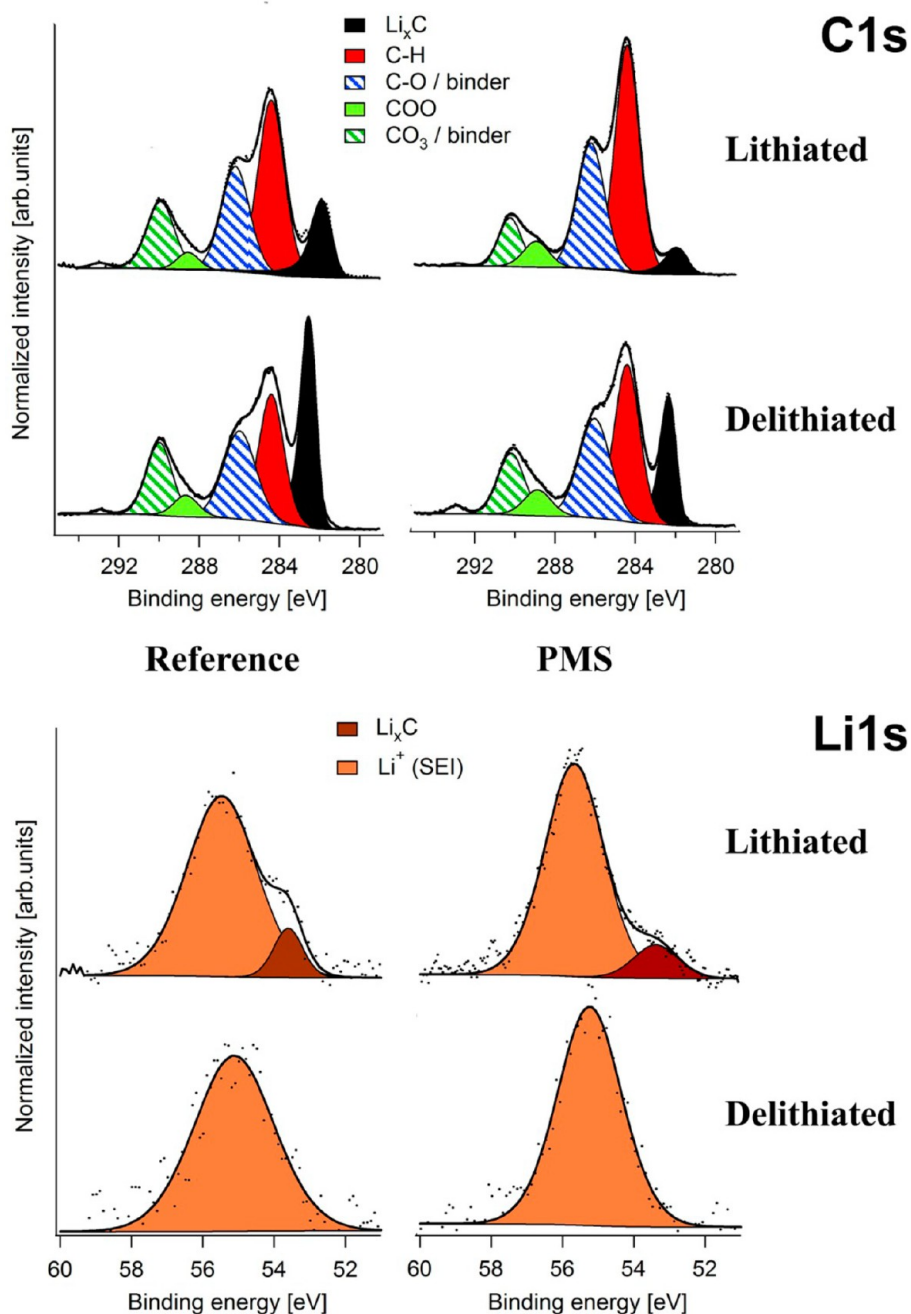 C1s
LiₓC
C-H
C-O / binder
COO
CO₃ / binder
Lithiated
Delithiated
Normalized intensity [arb.units]
292 288 284 280
Binding energy [eV]
292 288 284 280
Binding energy [eV]
Reference
PMS
Li1s
LiₓC
Li⁺ (SEI)
Lithiated
Delithiated
Normalized intensity [arb.units]
60 58 56 54 52
Binding energy [eV]
60 58 56 54 52
Binding energy [eV]